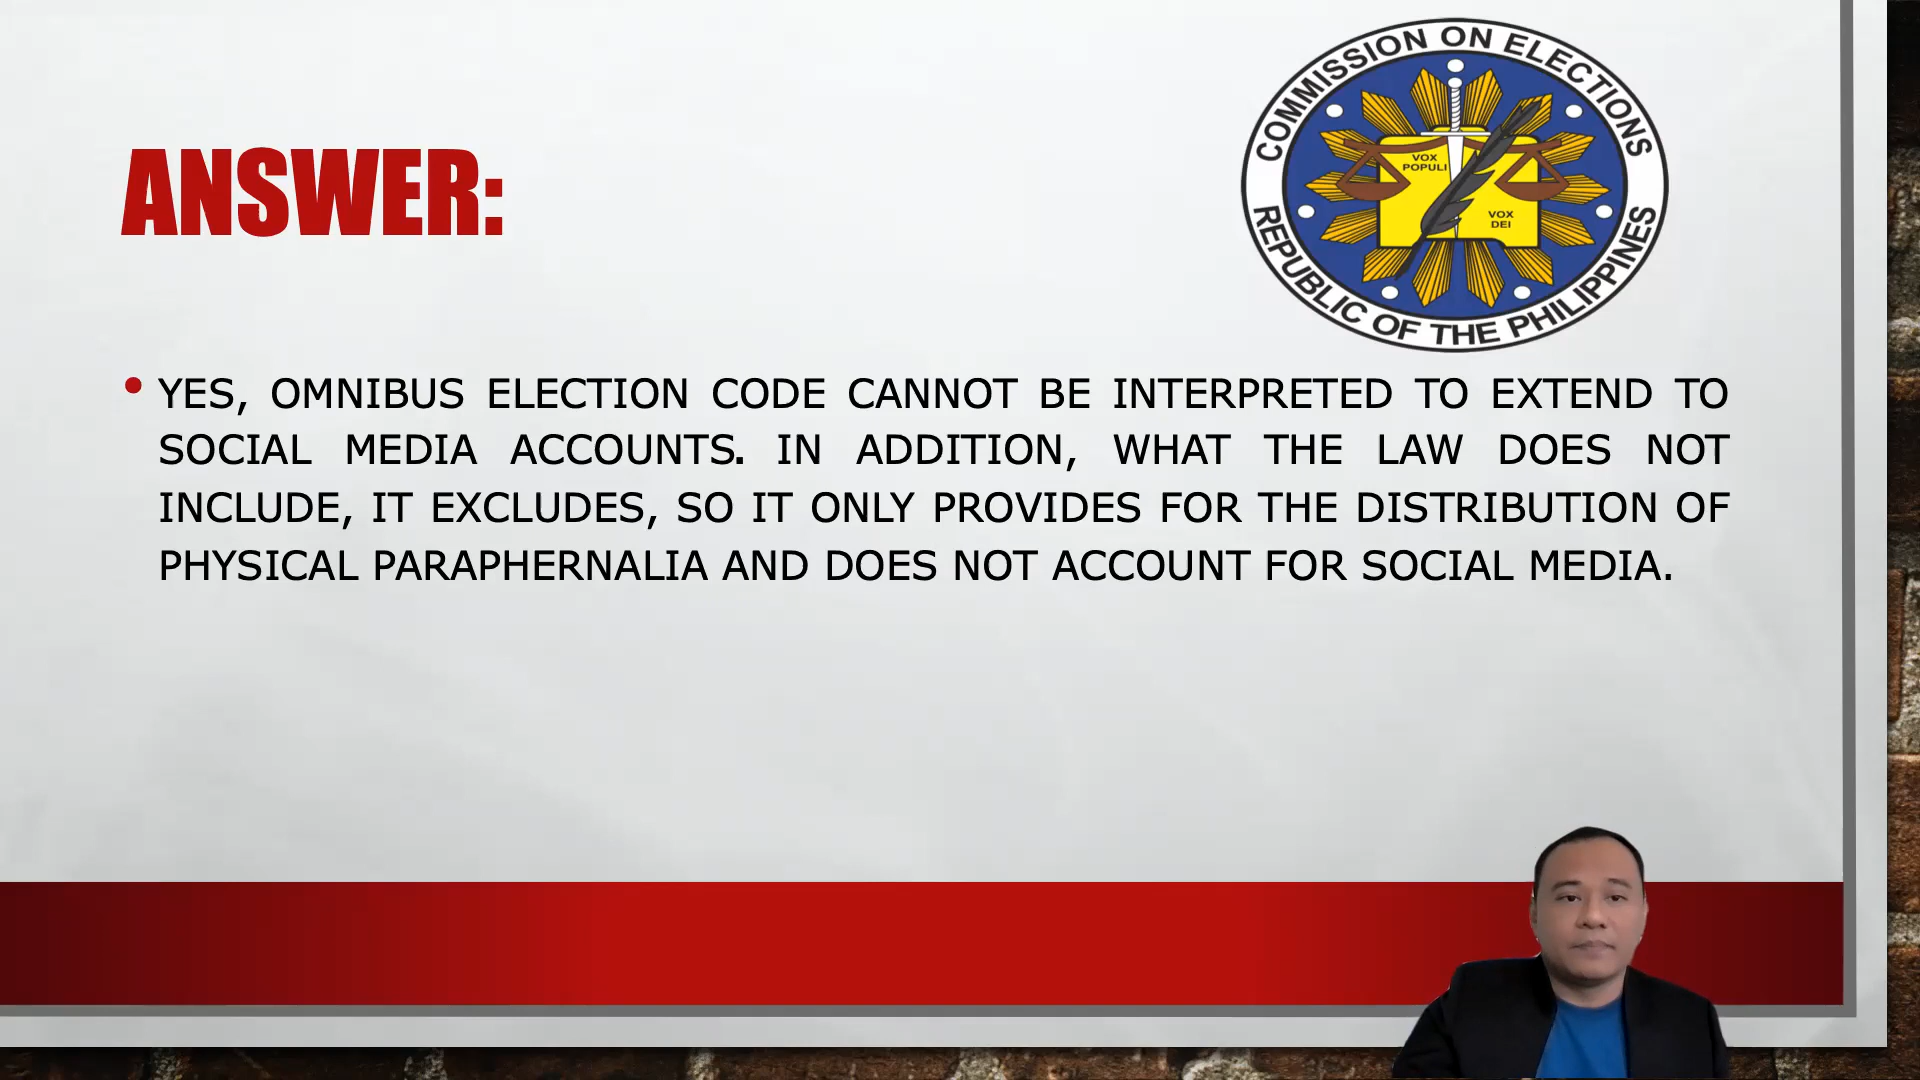 COMMISSION ON ELECTIONS
VOX
POPULI
VOX
DEI
REPUBLIC OF THE PHILIPPINES
ANSWER:
• YES, OMNIBUS ELECTION CODE CANNOT BE INTERPRETED TO EXTEND TO
SOCIAL MEDIA ACCOUNTS. IN ADDITION, WHAT THE LAW DOES NOT
INCLUDE, IT EXCLUDES, SO IT ONLY PROVIDES FOR THE DISTRIBUTION OF
PHYSICAL PARAPHERNALIA AND DOES NOT ACCOUNT FOR SOCIAL MEDIA.